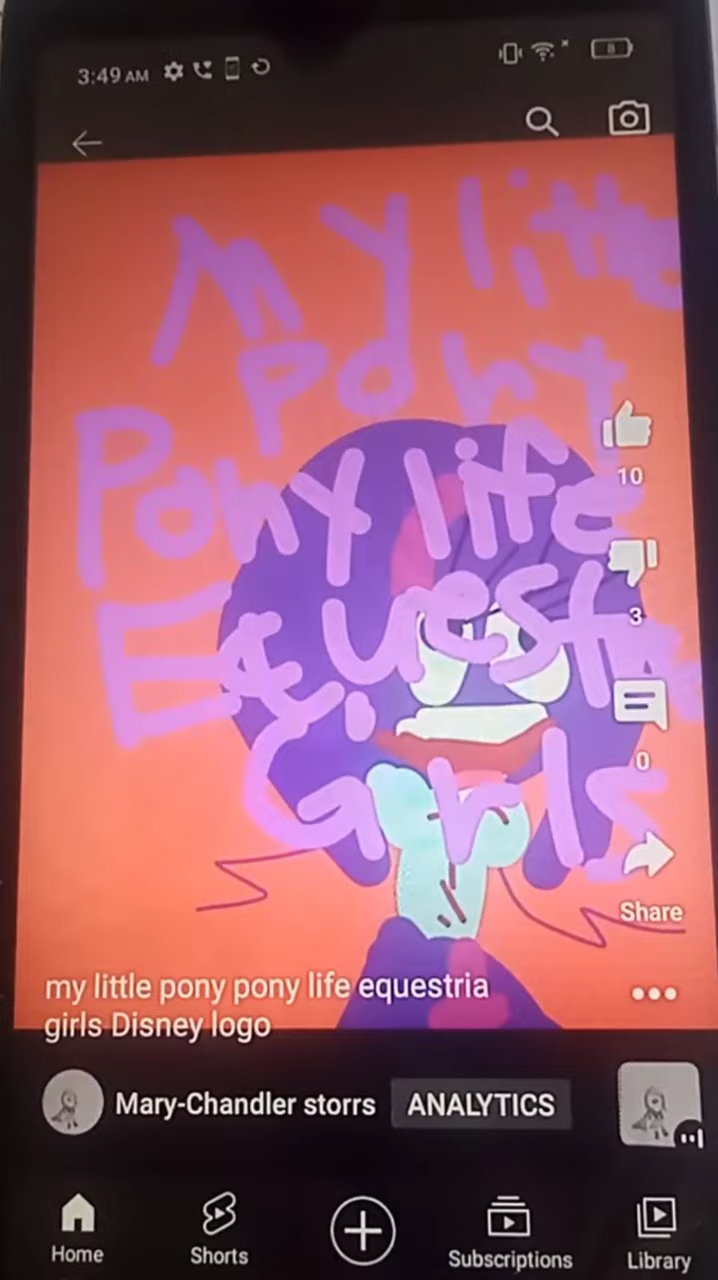 3:49 AM
8
My little
Pony
Pony life
Equestria
Girls
10
3
0
Share
my little pony pony life equestria
girls Disney logo
Mary-Chandler storrs
ANALYTICS
Home
Shorts
Subscriptions
Library